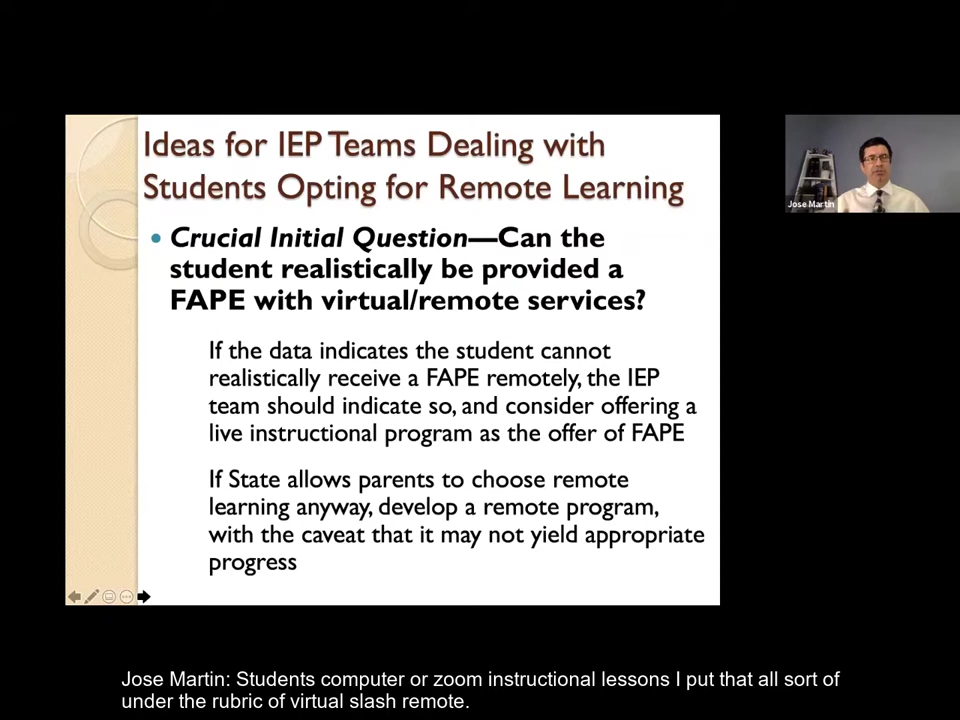 Ideas for IEP Teams Dealing with
Students Opting for Remote Learning
• Crucial Initial Question—Can the
student realistically be provided a
FAPE with virtual/remote services?
If the data indicates the student cannot
realistically receive a FAPE remotely, the IEP
team should indicate so, and consider offering a
live instructional program as the offer of FAPE
If State allows parents to choose remote
learning anyway, develop a remote program,
with the caveat that it may not yield appropriate
progress
Jose Martin
Jose Martin: Students computer or zoom instructional lessons I put that all sort of
under the rubric of virtual slash remote.